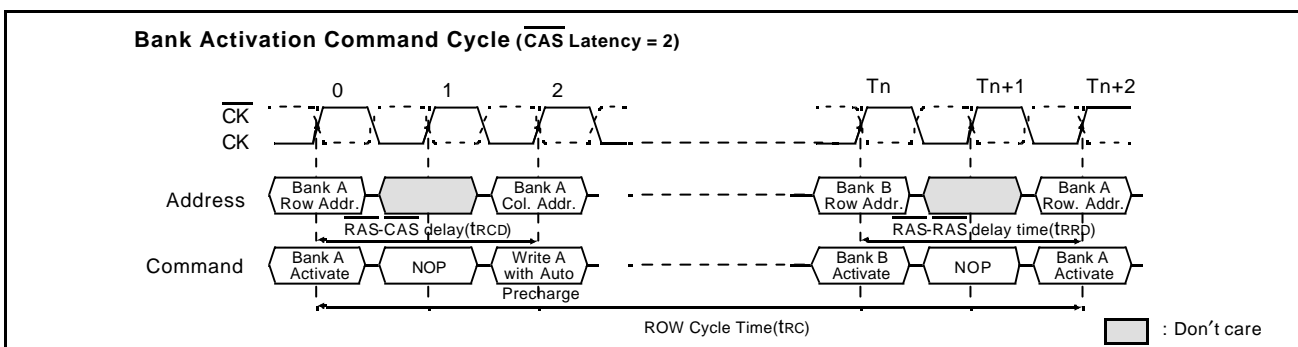 Bank Activation Command Cycle (CAS Latency = 2)
0 1 2 Tn Tn+1 Tn+2
CK
CK
Address
Bank A
Row Addr.
Bank A
Col. Addr.
Bank B
Row Addr.
Bank A
Row. Addr.
RAS-CAS delay(tRCD)
RAS-RAS delay time(tRRD)
Command
Bank A
Activate
NOP
Write A
with Auto
Precharge
Bank B
Activate
NOP
Bank A
Activate
ROW Cycle Time(tRC)
: Don′t care